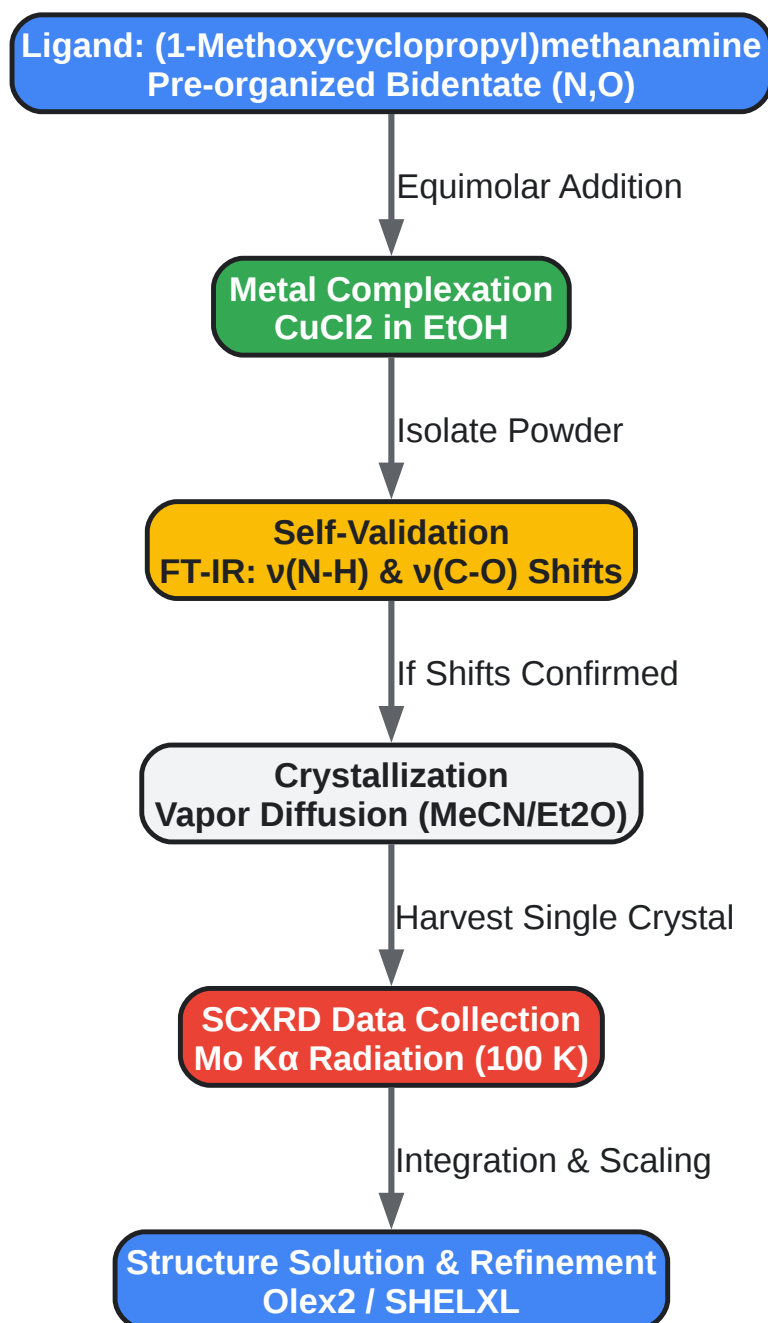 Ligand: (1-Methoxycyclopropyl)methanamine
Pre-organized Bidentate (N,O)
Equimolar Addition
Metal Complexation
CuCl2 in EtOH
Isolate Powder
Self-Validation
FT-IR: ν(N-H) & ν(C-O) Shifts
If Shifts Confirmed
Crystallization
Vapor Diffusion (MeCN/Et2O)
Harvest Single Crystal
SCXRD Data Collection
Mo Kα Radiation (100 K)
Integration & Scaling
Structure Solution & Refinement
Olex2 / SHELXL